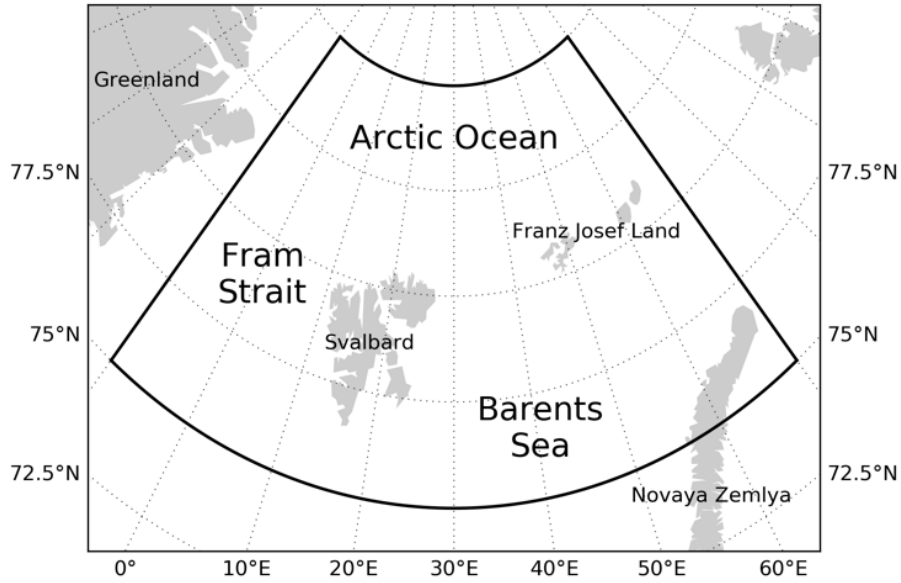 Greenland
Arctic Ocean
77.5°N
77.5°N
Franz Josef Land
Fram
Strait
75°N
Svalbard
75°N
Barents
Sea
72.5°N
Novaya Zemlya
72.5°N
0°
10°E
20°E
30°E
40°E
50°E
60°E